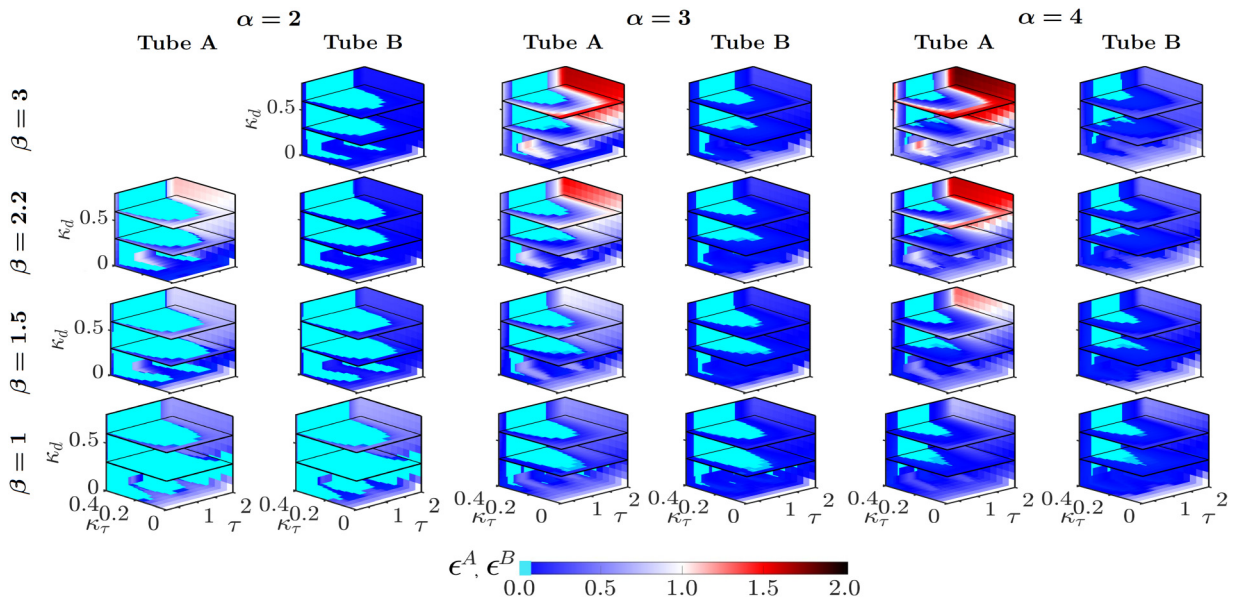 α = 2 α = 3 α = 4
Tube A Tube B Tube A Tube B Tube A Tube B
β = 3
κd 0.5 0
β = 2.2
κd 0.5 0
β = 1.5
κd 0.5 0
β = 1
κd 0.5 0
0.4 0.2 0 1 2 0.4 0.2 0 1 2 0.4 0.2 0 1 2 0.4 0.2 0 1 2 0.4 0.2 0 1 2 0.4 0.2 0 1 2
κτ τ κτ τ κτ τ κτ τ κτ τ κτ τ
ϵA, ϵB
0.0 0.5 1.0 1.5 2.0